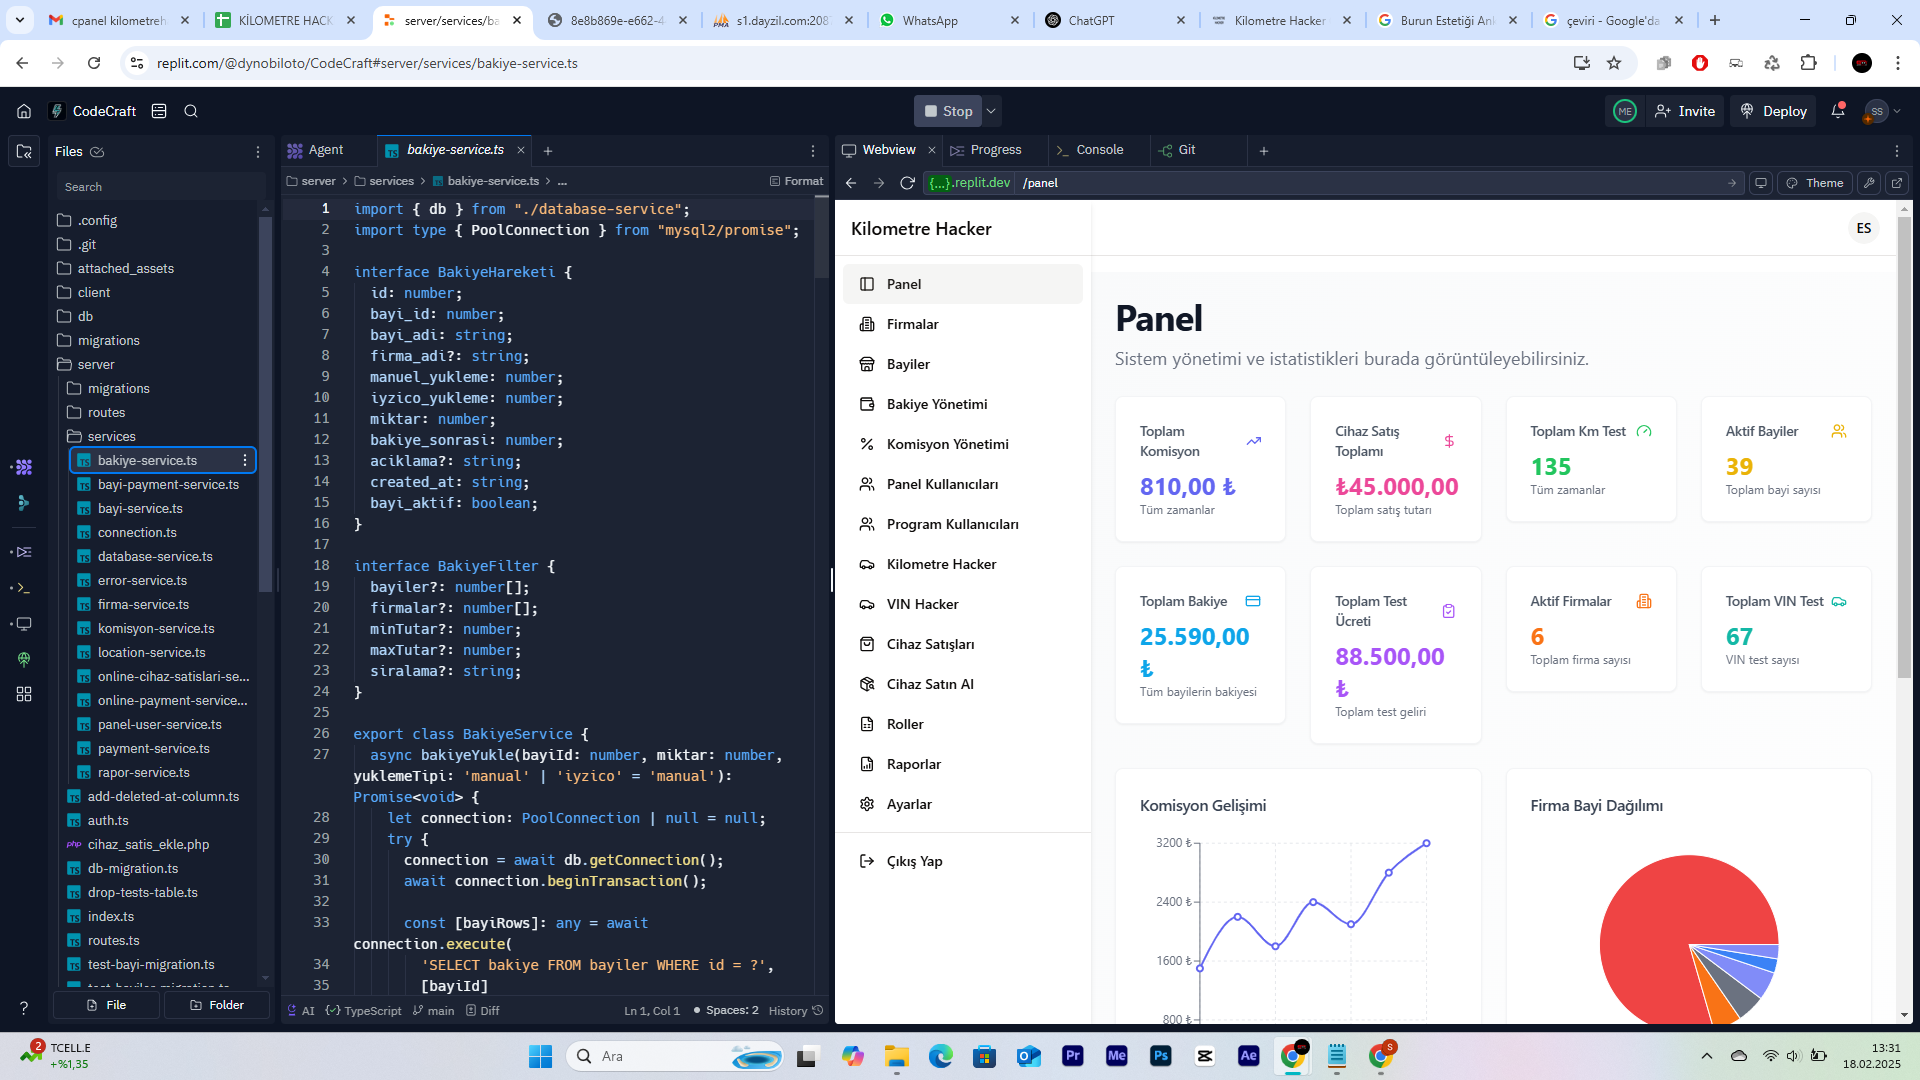 cpanel kilometreh
KİLOMETRE HACK
server/services/ba
8e8b869e-e662-4
s1.dayzil.com:2087
WhatsApp
ChatGPT
Kilometre Hacker
Burun Estetiği Ank
çeviri - Google'da
replit.com/@dynobiloto/CodeCraft#server/services/bakiye-service.ts
CodeCraft
Stop
ME
Invite
Deploy
SS
Files
Search
.config
.git
attached_assets
client
db
migrations
server
migrations
routes
services
bakiye-service.ts
bayi-payment-service.ts
bayi-service.ts
connection.ts
database-service.ts
error-service.ts
firma-service.ts
komisyon-service.ts
location-service.ts
online-cihaz-satislari-se...
online-payment-service...
panel-user-service.ts
payment-service.ts
rapor-service.ts
add-deleted-at-column.ts
auth.ts
php cihaz_satis_ekle.php
db-migration.ts
drop-tests-table.ts
index.ts
routes.ts
test-bayi-migration.ts
File
Folder
Agent
bakiye-service.ts
server > services > bakiye-service.ts > ...
Format
1 import { db } from "./database-service";
2 import type { PoolConnection } from "mysql2/promise";
3
4 interface BakiyeHareketi {
5 id: number;
6 bayi_id: number;
7 bayi_adi: string;
8 firma_adi?: string;
9 manuel_yukleme: number;
10 iyzico_yukleme: number;
11 miktar: number;
12 bakiye_sonrasi: number;
13 aciklama?: string;
14 created_at: string;
15 bayi_aktif: boolean;
16 }
17
18 interface BakiyeFilter {
19 bayiler?: number[];
20 firmalar?: number[];
21 minTutar?: number;
22 maxTutar?: number;
23 siralama?: string;
24 }
25
26 export class BakiyeService {
27 async bakiyeYukle(bayiId: number, miktar: number,
yuklemeTipi: 'manual' | 'iyzico' = 'manual'):
Promise<void> {
28 let connection: PoolConnection | null = null;
29 try {
30 connection = await db.getConnection();
31 await connection.beginTransaction();
32
33 const [bayiRows]: any = await
connection.execute(
34 'SELECT bakiye FROM bayiler WHERE id = ?',
35 [bayiId]
AI
TypeScript
main
Diff
Ln 1, Col 1
Spaces: 2
History
Webview
Progress
Console
Git
{...}.replit.dev
/panel
Theme
Kilometre Hacker
ES
Panel
Firmalar
Bayiler
Bakiye Yönetimi
Komisyon Yönetimi
Panel Kullanıcıları
Program Kullanıcıları
Kilometre Hacker
VIN Hacker
Cihaz Satışları
Cihaz Satın Al
Roller
Raporlar
Ayarlar
Çıkış Yap
Panel
Sistem yönetimi ve istatistikleri burada görüntüleyebilirsiniz.
Toplam
Komisyon
810,00 ₺
Tüm zamanlar
Cihaz Satış
Toplamı
₺45.000,00
Toplam satış tutarı
Toplam Km Test
135
Tüm zamanlar
Aktif Bayiler
39
Toplam bayi sayısı
Toplam Bakiye
25.590,00
₺
Tüm bayilerin bakiyesi
Toplam Test
Ücreti
88.500,00
₺
Toplam test geliri
Aktif Firmalar
6
Toplam firma sayısı
Toplam VIN Test
67
VIN test sayısı
Komisyon Gelişimi
3200 ₺
2400 ₺
1600 ₺
800 ₺
Firma Bayi Dağılımı
2
TCELL.E
+%1,35
Ara
Pr
Me
Ps
Ae
S
13:31
18.02.2025